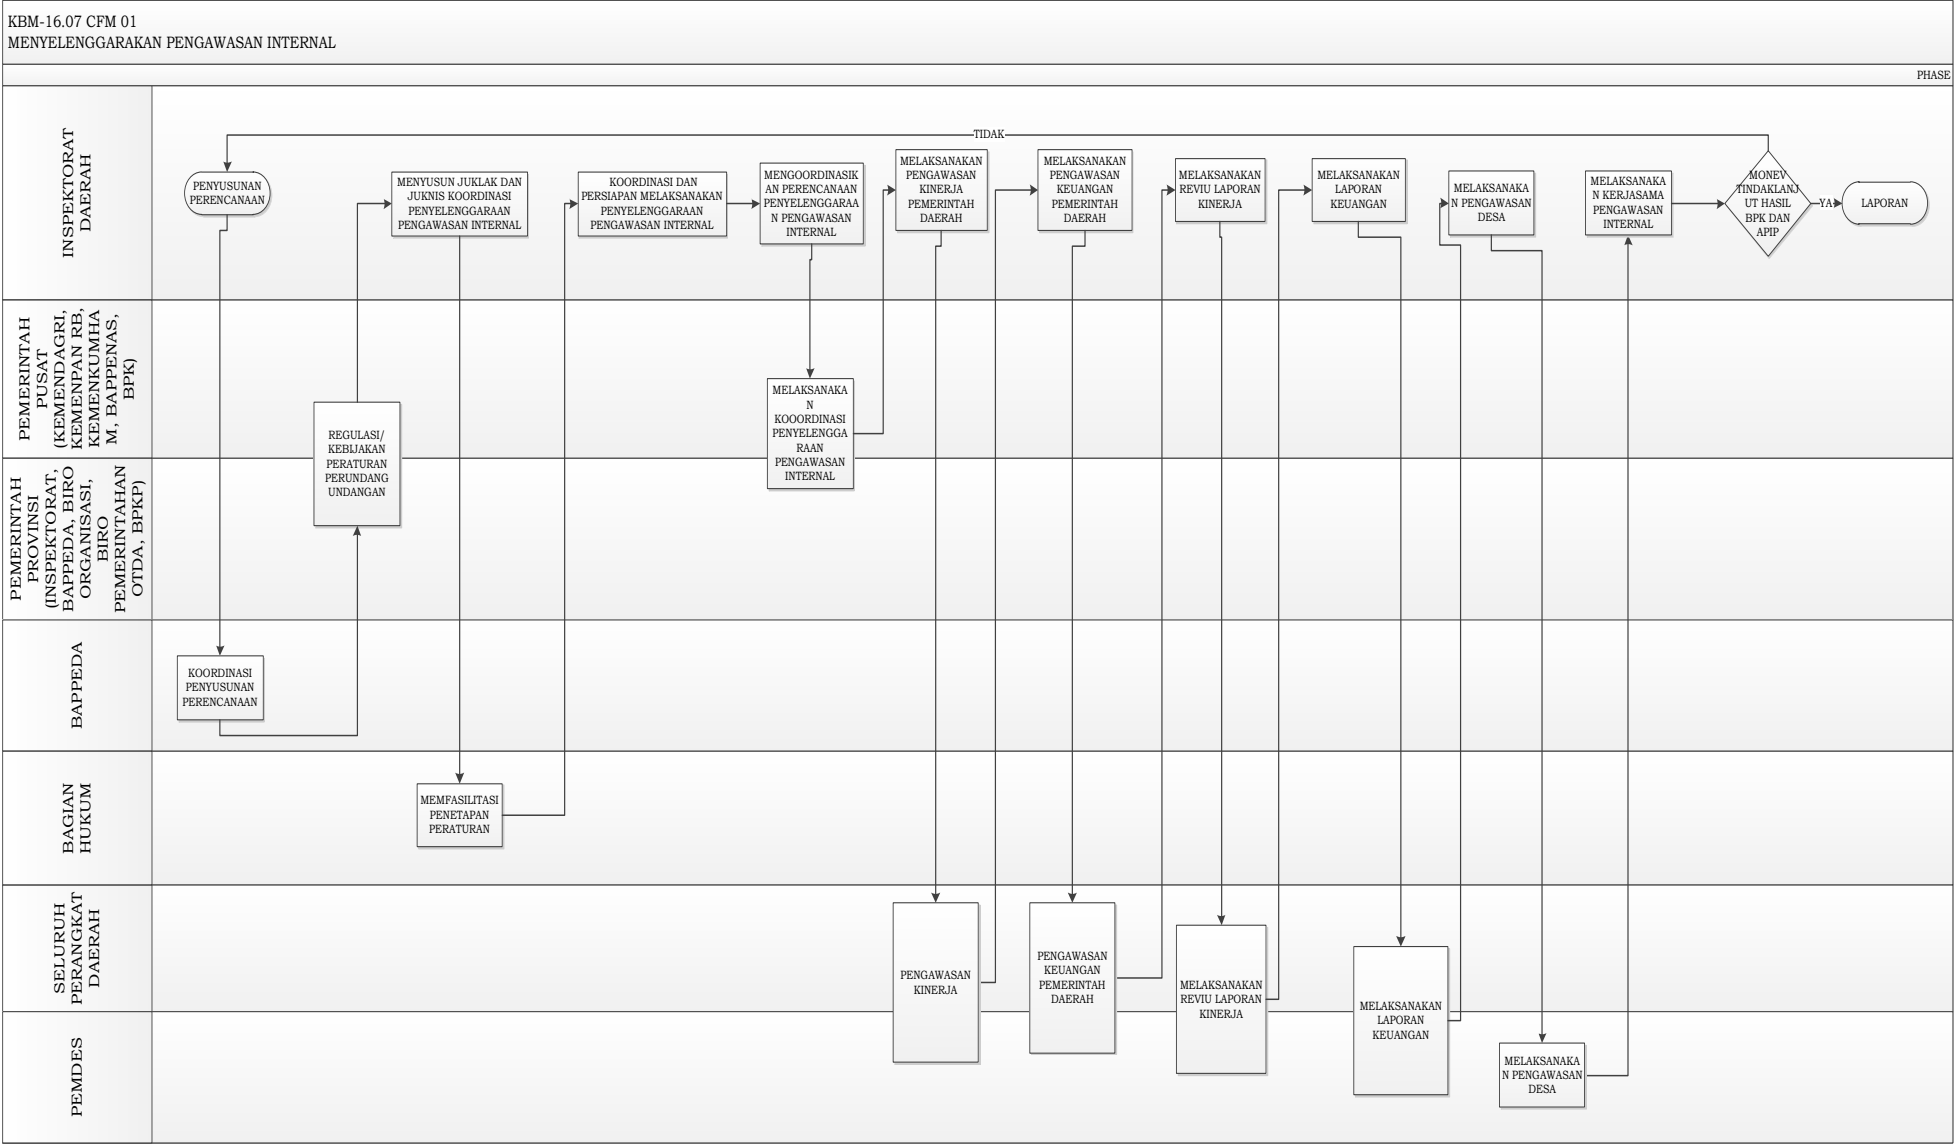 KBM-16.07 CFM 01
MENYELENGGARAKAN PENGAWASAN INTERNAL
PHASE
INSPEKTORAT
DAERAH
TIDAK
PENYUSUNAN
PERENCANAAN
MENYUSUN JUKLAK DAN
JUKNIS KOORDINASI
PENYELENGGARAAN
PENGAWASAN INTERNAL
KOORDINASI DAN
PERSIAPAN MELAKSANAKAN
PENYELENGGARAAN
PENGAWASAN INTERNAL
MENGOORDINASIK
AN PERENCANAAN
PENYELENGGARAA
N PENGAWASAN
INTERNAL
MELAKSANAKAN
PENGAWASAN
KINERJA
PEMERINTAH
DAERAH
MELAKSANAKAN
PENGAWASAN
KEUANGAN
PEMERINTAH
DAERAH
MELAKSANAKAN
REVIU LAPORAN
KINERJA
MELAKSANAKAN
LAPORAN
KEUANGAN
MELAKSANAKA
N PENGAWASAN
DESA
MELAKSANAKA
N KERJASAMA
PENGAWASAN
INTERNAL
MONEV
TINDAKLANJ
UT HASIL
BPK DAN
APIP
YA
LAPORAN
PEMERINTAH
PUSAT
(KEMENDAGRI,
KEMENPAN RB,
KEMENKUMHA
M, BAPPENAS,
BPK)
REGULASI/
KEBIJAKAN
PERATURAN
PERUNDANG
UNDANGAN
MELAKSANAKA
N
KOOORDINASI
PENYELENGGA
RAAN
PENGAWASAN
INTERNAL
PEMERINTAH
PROVINSI
(INSPEKTORAT,
BAPPEDA, BIRO
ORGANISASI,
BIRO
PEMERINTAHAN
OTDA, BPKP)
BAPPEDA
KOORDINASI
PENYUSUNAN
PERENCANAAN
BAGIAN
HUKUM
MEMFASILITASI
PENETAPAN
PERATURAN
SELURUH
PERANGKAT
DAERAH
PENGAWASAN
KINERJA
PENGAWASAN
KEUANGAN
PEMERINTAH
DAERAH
MELAKSANAKAN
REVIU LAPORAN
KINERJA
MELAKSANAKAN
LAPORAN
KEUANGAN
PEMDES
MELAKSANAKA
N PENGAWASAN
DESA